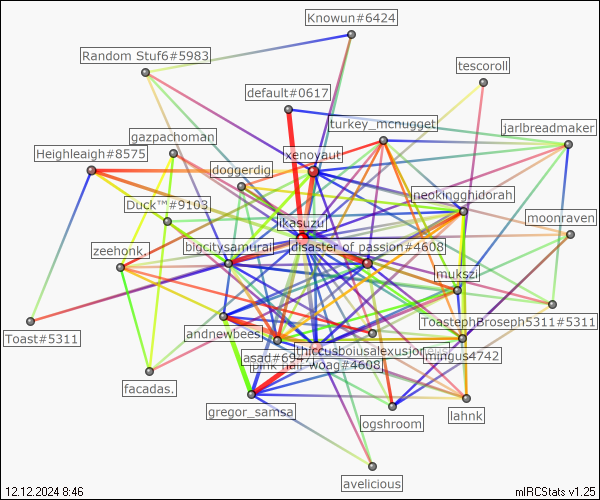 Knowun#6424
Random Stuf6#5983
tescoroll
default#0617
turkey_mcnugget
jarlbreadmaker
gazpachoman
Heighleaigh#8575
xenoyaut
doggerdig
neokingghidorah
Duck™#9103
ikasuzu
moonraven
zeehonk.
bigcitysamurai
disaster of passion#4608
mukszi
ToastephBroseph5311#5311
Toast#5311
andnewbees
thiccusboiusalexusjor
asad#6947
mingus4742
pink hair woag#4608
facadas.
gregor_samsa
lahnk
ogshroom
avelicious
12.12.2024 8:46
mIRCStats v1.25